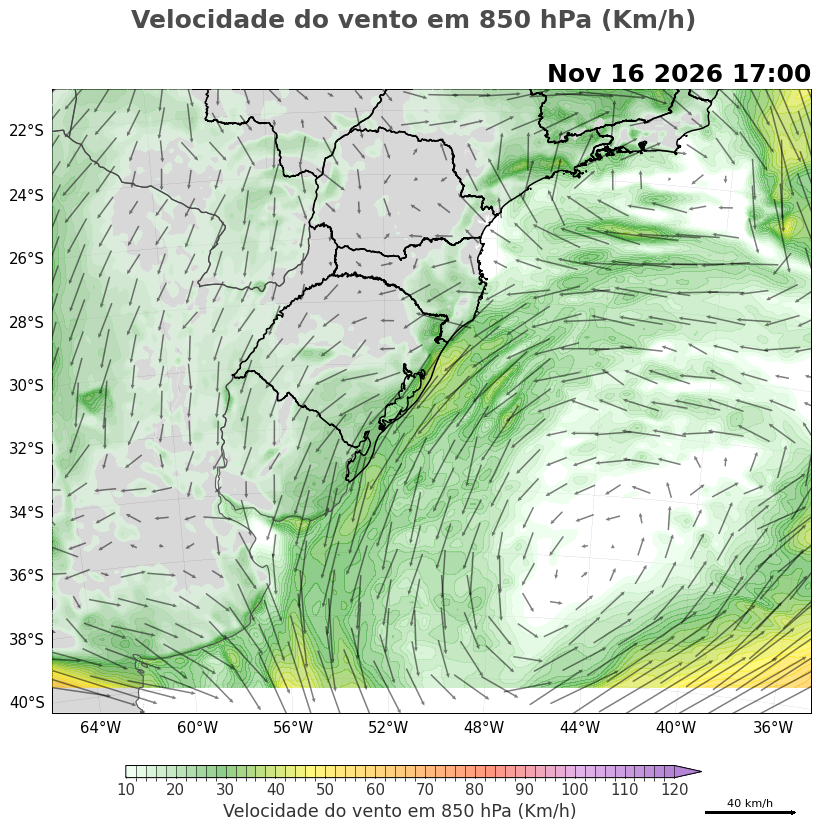 Velocidade do vento em 850 hPa (Km/h)
Nov 16 2026 17:00
22°S
24°S
26°S
28°S
30°S
32°S
34°S
36°S
38°S
40°S
64°W 60°W 56°W 52°W 48°W 44°W 40°W 36°W
10 20 30 40 50 60 70 80 90 100 110 120
Velocidade do vento em 850 hPa (Km/h)
40 km/h